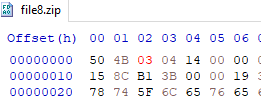 file8.zip
Offset(h) 00 01 02 03 04 05 06
00000000 50 4B 03 04 14 00 00
00000010 15 8C B1 3B 00 00 19
00000020 78 74 5F 6C 65 76 65